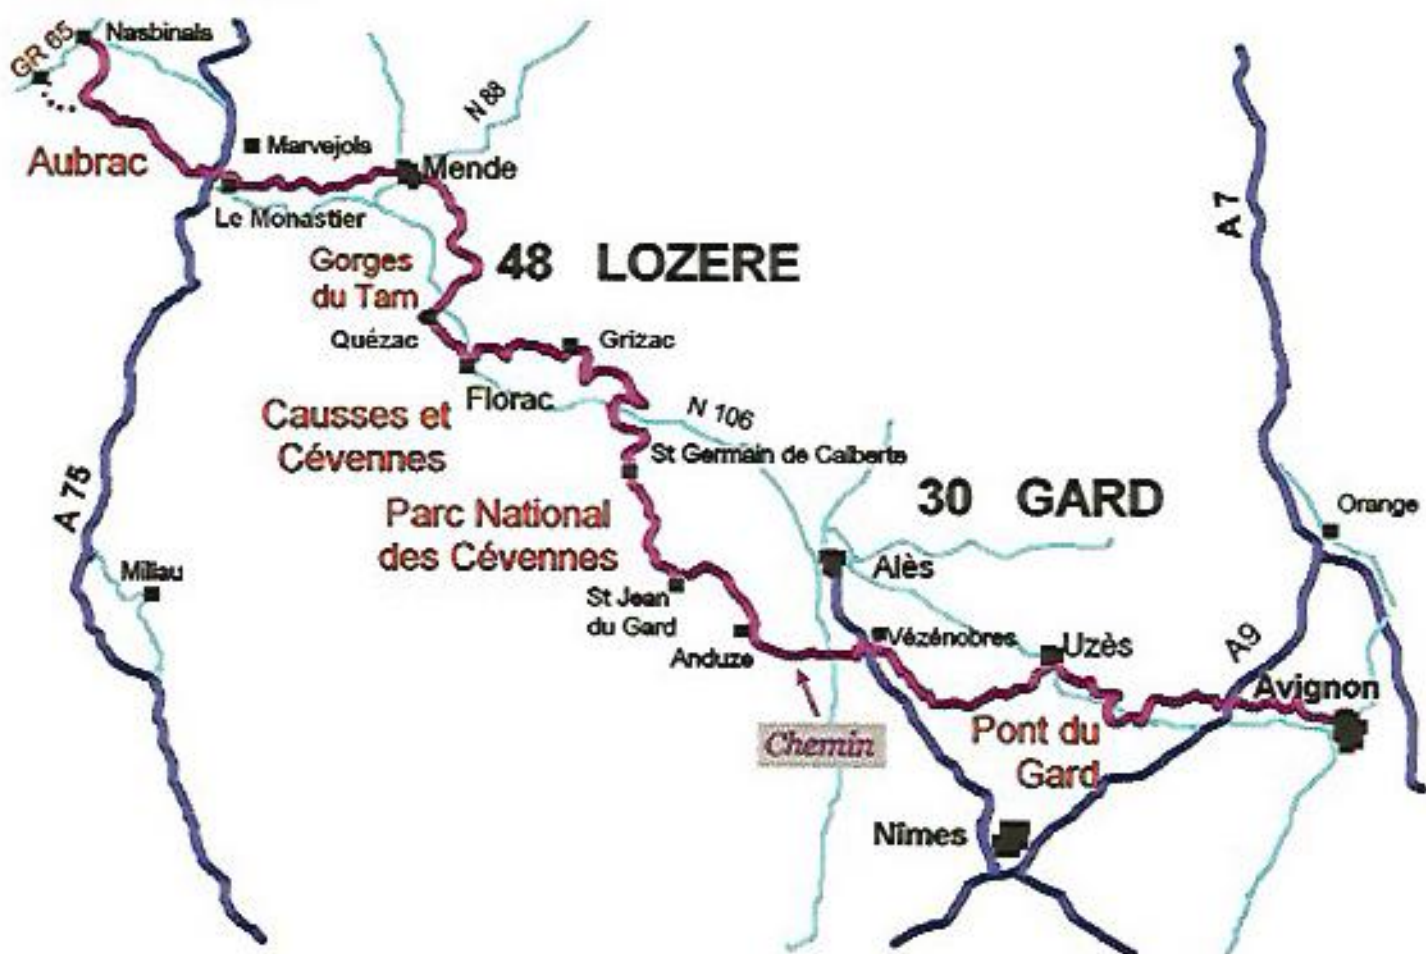 GR 65
Nasbinals
N 88
Marvejols
Aubrac
Mende
A 7
Le Monastier
Gorges
du Tarn
48 LOZERE
Quézac
Grizac
Florac
Causses et
Cévennes
N 106
St Germain de Calberte
A 75
Parc National
des Cévennes
30 GARD
Orange
Millau
Alès
St Jean
du Gard
Vézénobres
Uzès
A9
Anduze
Avignon
Chemin
Pont du
Gard
Nîmes